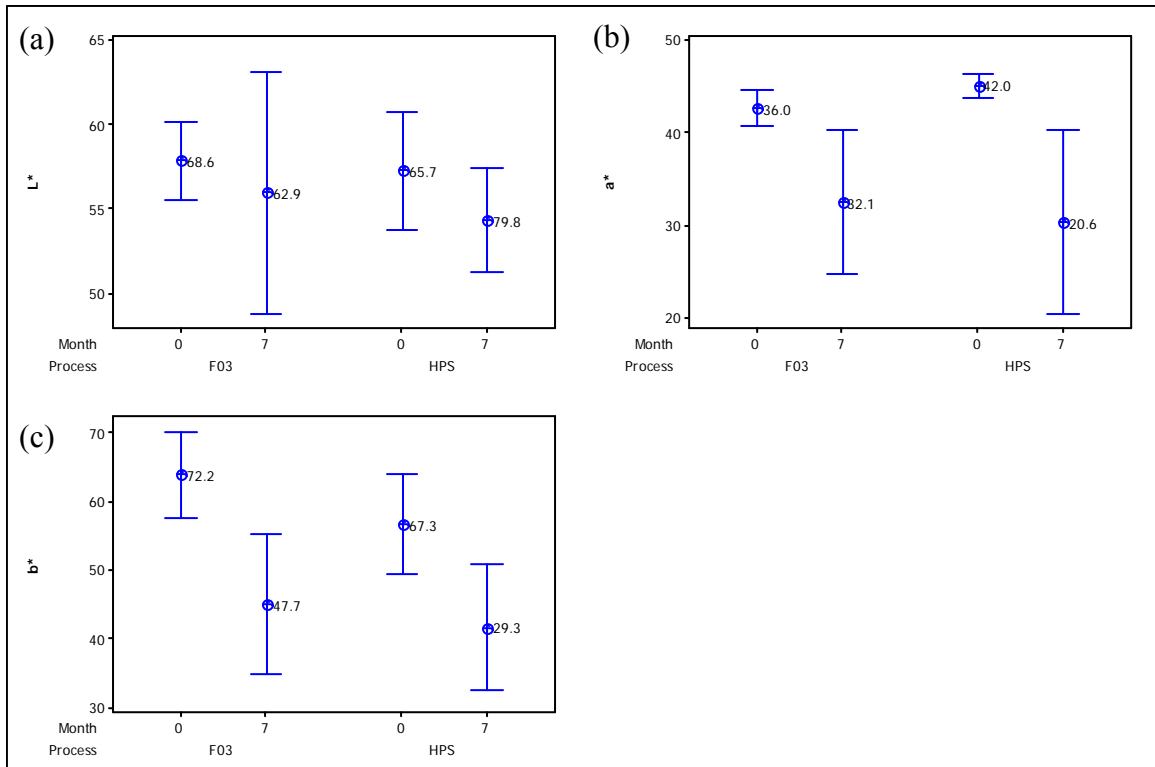 (a)
65
60
55
50
L*
68.6
62.9
65.7
79.8
Month 0 7 0 7
Process F03 HPS
(b)
50
40
30
20
a*
36.0
32.1
42.0
20.6
Month 0 7 0 7
Process F03 HPS
(c)
70
60
50
40
30
b*
72.2
47.7
67.3
29.3
Month 0 7 0 7
Process F03 HPS